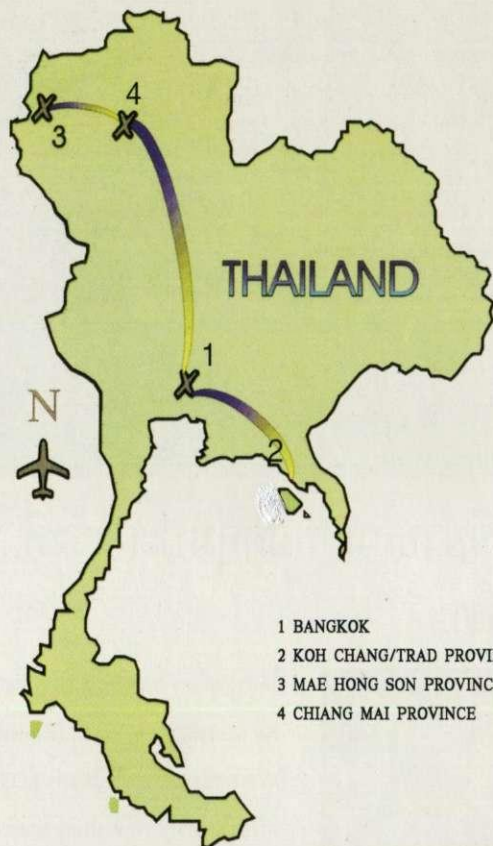 4
3
THAILAND
1
N
2
1 BANGKOK
2 KOH CHANG/TRAD PROVI
3 MAE HONG SON PROVINC
4 CHIANG MAI PROVINCE